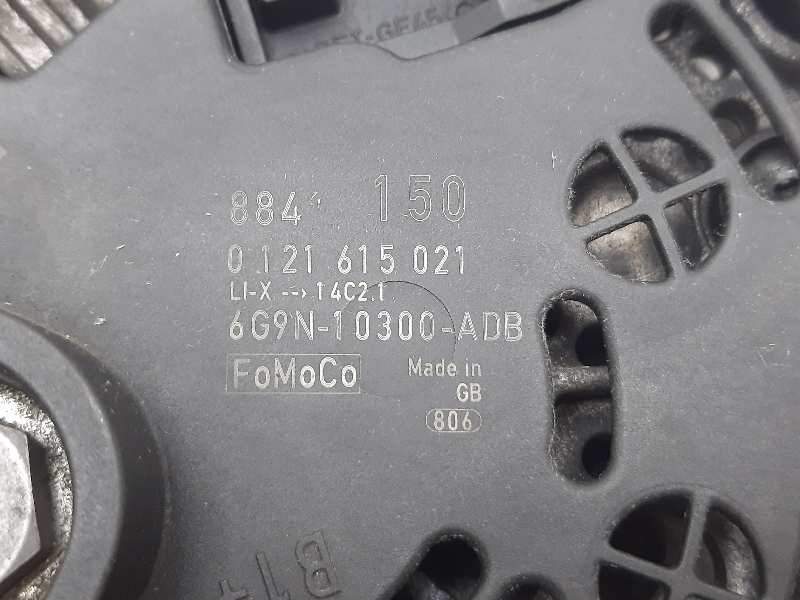 884 150
0 121 615 021
LI-X --> 14C2.1
6G9N-10300-ADB
FoMoCo Made in
GB
806
B1+